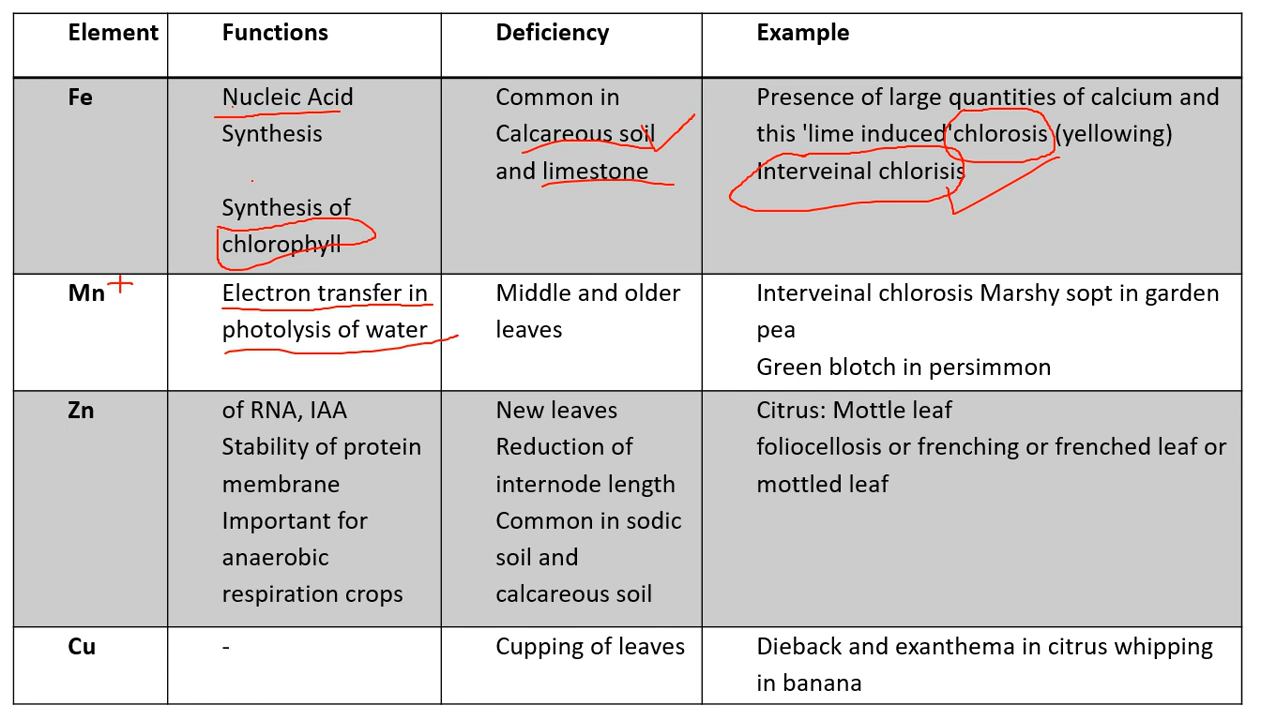 Element Functions Deficiency Example
Fe
Nucleic Acid
Synthesis
Synthesis of
chlorophyll
Common in
Calcareous soil
and limestone
Presence of large quantities of calcium and
this 'lime induced'chlorosis (yellowing)
Interveinal chlorisis
Mn +
Electron transfer in
photolysis of water
Middle and older
leaves
Interveinal chlorosis Marshy sopt in garden
pea
Green blotch in persimmon
Zn
of RNA, IAA
Stability of protein
membrane
Important for
anaerobic
respiration crops
New leaves
Reduction of
internode length
Common in sodic
soil and
calcareous soil
Citrus: Mottle leaf
foliocellosis or frenching or frenched leaf or
mottled leaf
Cu
-
Cupping of leaves
Dieback and exanthema in citrus whipping
in banana